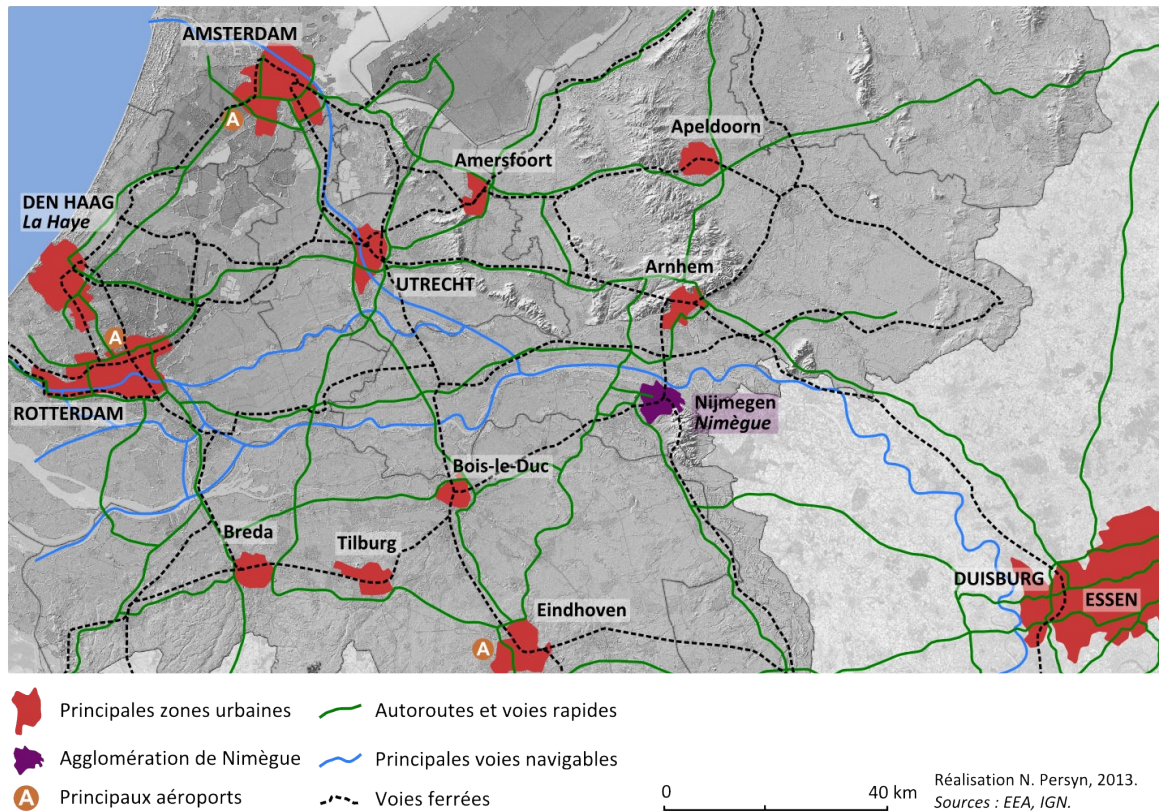 AMSTERDAM
A
Apeldoorn
Amersfoort
DEN HAAG
La Haye
UTRECHT
Arnhem
A
ROTTERDAM
Nijmegen
Nimègue
Bois-le-Duc
Breda
Tilburg
DUISBURG
ESSEN
Eindhoven
A
Principales zones urbaines
Autoroutes et voies rapides
Agglomération de Nimègue
Principales voies navigables
A
Principaux aéroports
Voies ferrées
0
40 km
Réalisation N. Persyn, 2013.
Sources : EEA, IGN.